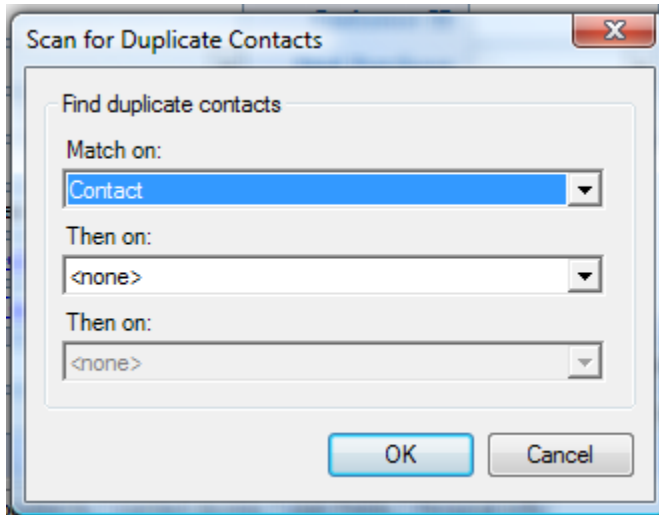 Scan for Duplicate Contacts
Find duplicate contacts
Match on:
Contact
Then on:
<none>
Then on:
<none>
OK
Cancel